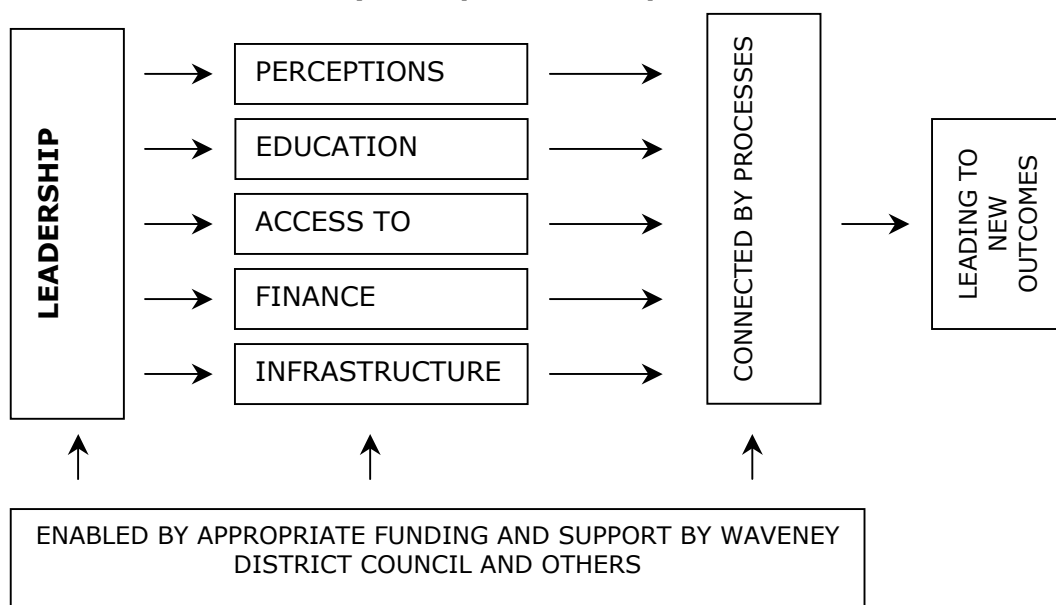 LEADERSHIP
PERCEPTIONS
EDUCATION
ACCESS TO
FINANCE
INFRASTRUCTURE
CONNECTED BY PROCESSES
LEADING TO
NEW
OUTCOMES
ENABLED BY APPROPRIATE FUNDING AND SUPPORT BY WAVENEY
DISTRICT COUNCIL AND OTHERS